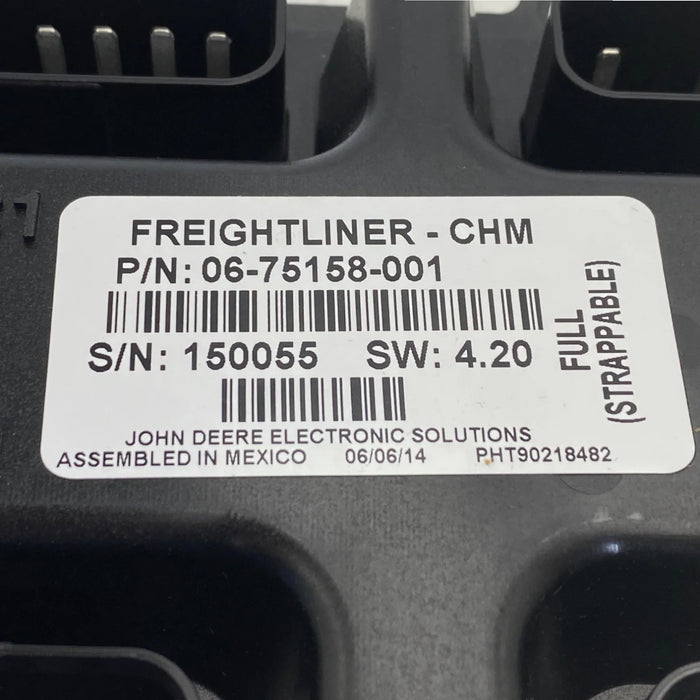 FREIGHTLINER - CHM
P/N: 06-75158-001
S/N: 150055 SW: 4.20
FULL
(STRAPPABLE)
JOHN DEERE ELECTRONIC SOLUTIONS
ASSEMBLED IN MEXICO 06/06/14 PHT90218482